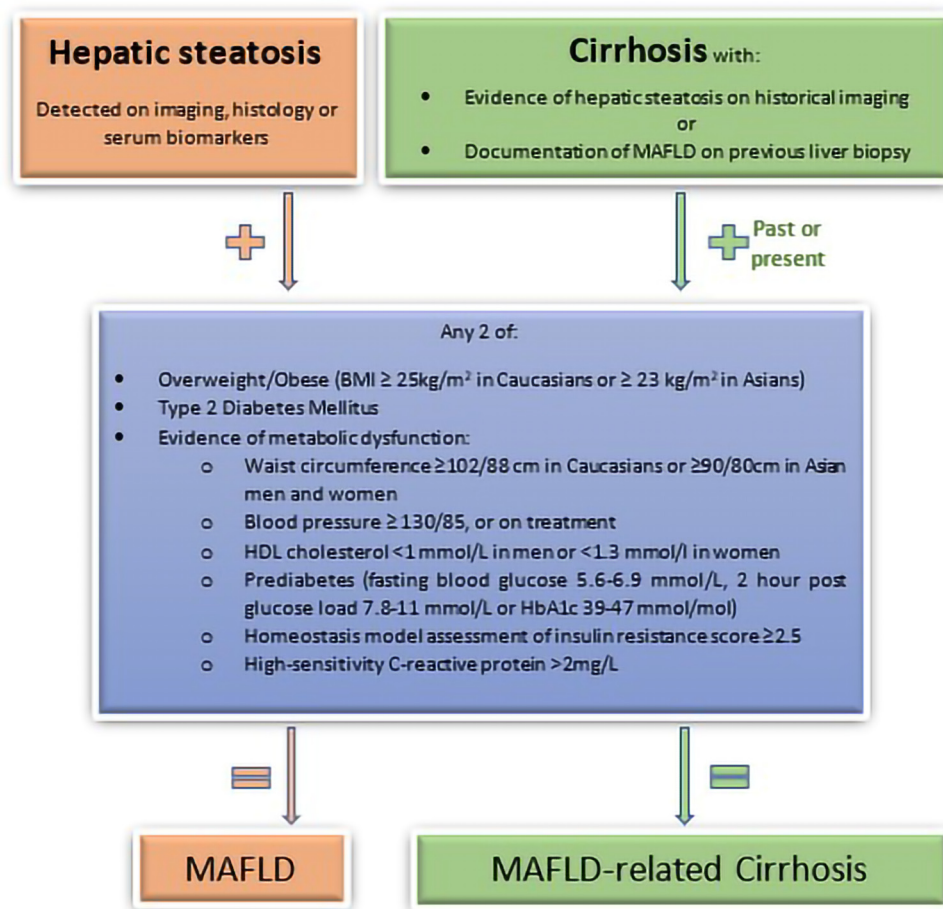 Hepatic steatosis
Detected on imaging, histology or
serum biomarkers
Cirrhosis with:
• Evidence of hepatic steatosis on historical imaging
or
• Documentation of MAFLD on previous liver biopsy
Past or
present
Any 2 of:
• Overweight/Obese (BMI ≥ 25kg/m² in Caucasians or ≥ 23 kg/m² in Asians)
• Type 2 Diabetes Mellitus
• Evidence of metabolic dysfunction:
o Waist circumference ≥102/88 cm in Caucasians or ≥90/80cm in Asian
men and women
o Blood pressure ≥130/85, or on treatment
o HDL cholesterol <1 mmol/L in men or <1.3 mmol/l in women
o Prediabetes (fasting blood glucose 5.6-6.9 mmol/L, 2 hour post
glucose load 7.8-11 mmol/L or HbA1c 39-47 mmol/mol)
o Homeostasis model assessment of insulin resistance score ≥2.5
o High-sensitivity C-reactive protein >2mg/L
MAFLD
MAFLD-related Cirrhosis